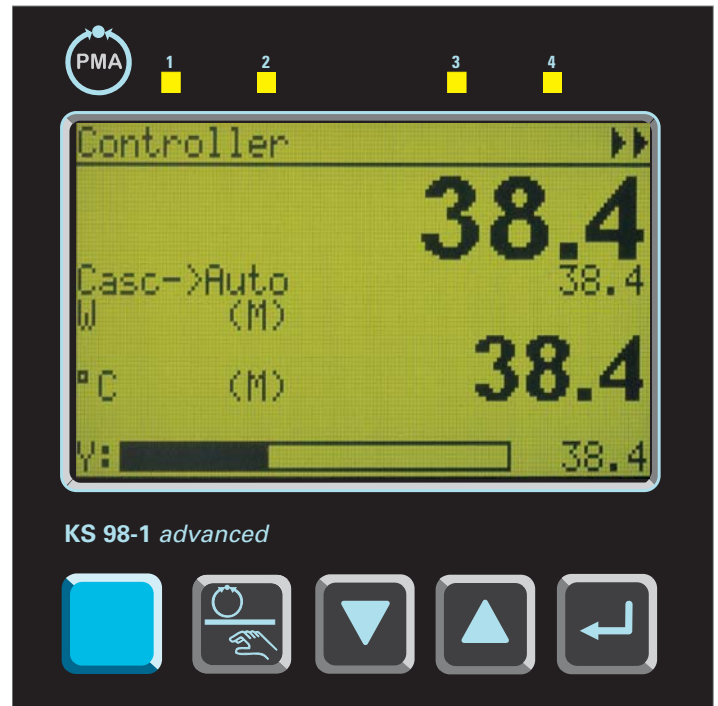 PMA
1 2 3 4
Controller
38.4
Casc->Auto 38.4
W (M)
38.4
°C (M)
Y: 38.4
KS 98-1 advanced